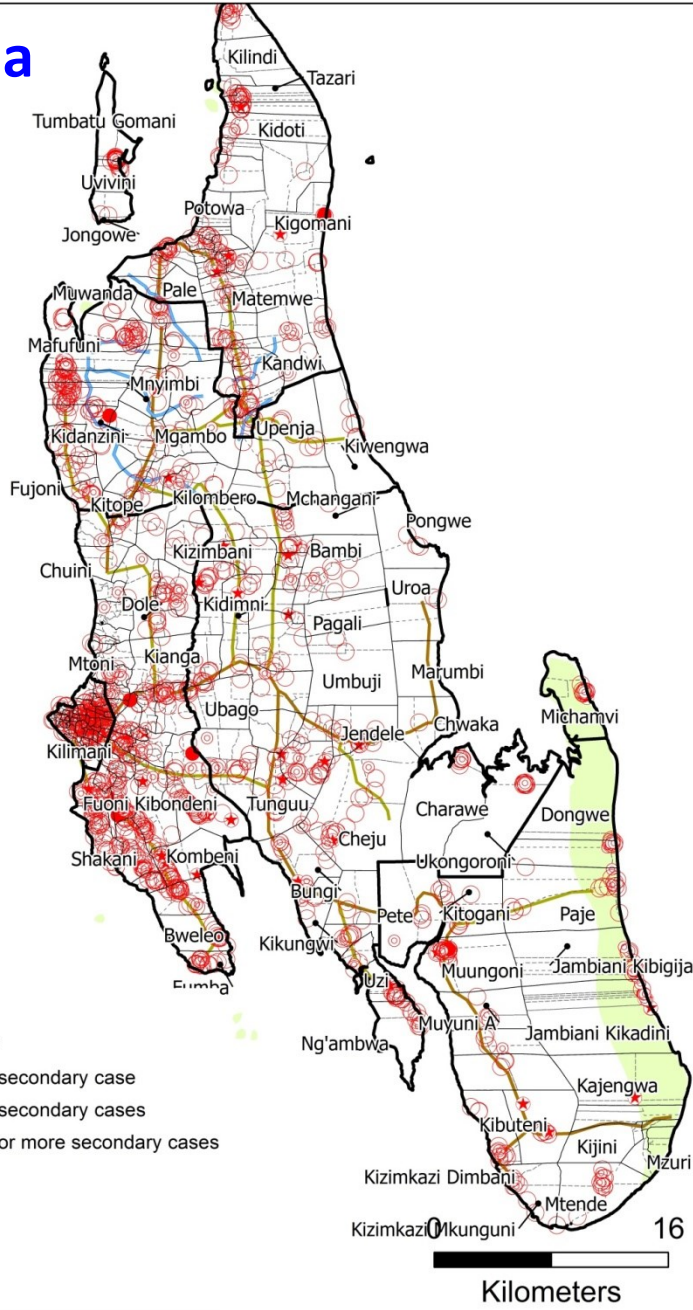 a
Kilindi
Tazari
Tumbatu Gomani
Kidoti
Uvivini
Potowa
Kigomani
Jongowe
Muwanda
Pale
Matemwe
Mafufuni
Kandwi
Mnyimbi
Kidanzini
Mgambo
Upenja
Kiwengwa
Fujoni
Kitope
Kilombero
Mchangani
Pongwe
Kizimbani
Bambi
Chuini
Uroa
Dole
Kidimni
Pagali
Mtoni
Kianga
Umbuji
Marumbi
Ubago
Michamvi
Chwaka
Kilimani
Jendele
Fuoni Kibondeni
Tunguu
Charawe
Dongwe
Cheju
Shakani
Kombeni
Ukongoroni
Bungi
Pete
Kitogani
Paje
Bweleo
Kikungwi
Muungoni
Jambiani Kibigija
Fumba
Uzi
Muyuni A
Ng'ambwa
Jambiani Kikadini
secondary case
Kajengwa
secondary cases
Kibuteni
or more secondary cases
Kijini
Mzuri
Kizimkazi Dimbani
Mtende
Kizimkazi Mkunguni
0 16
Kilometers